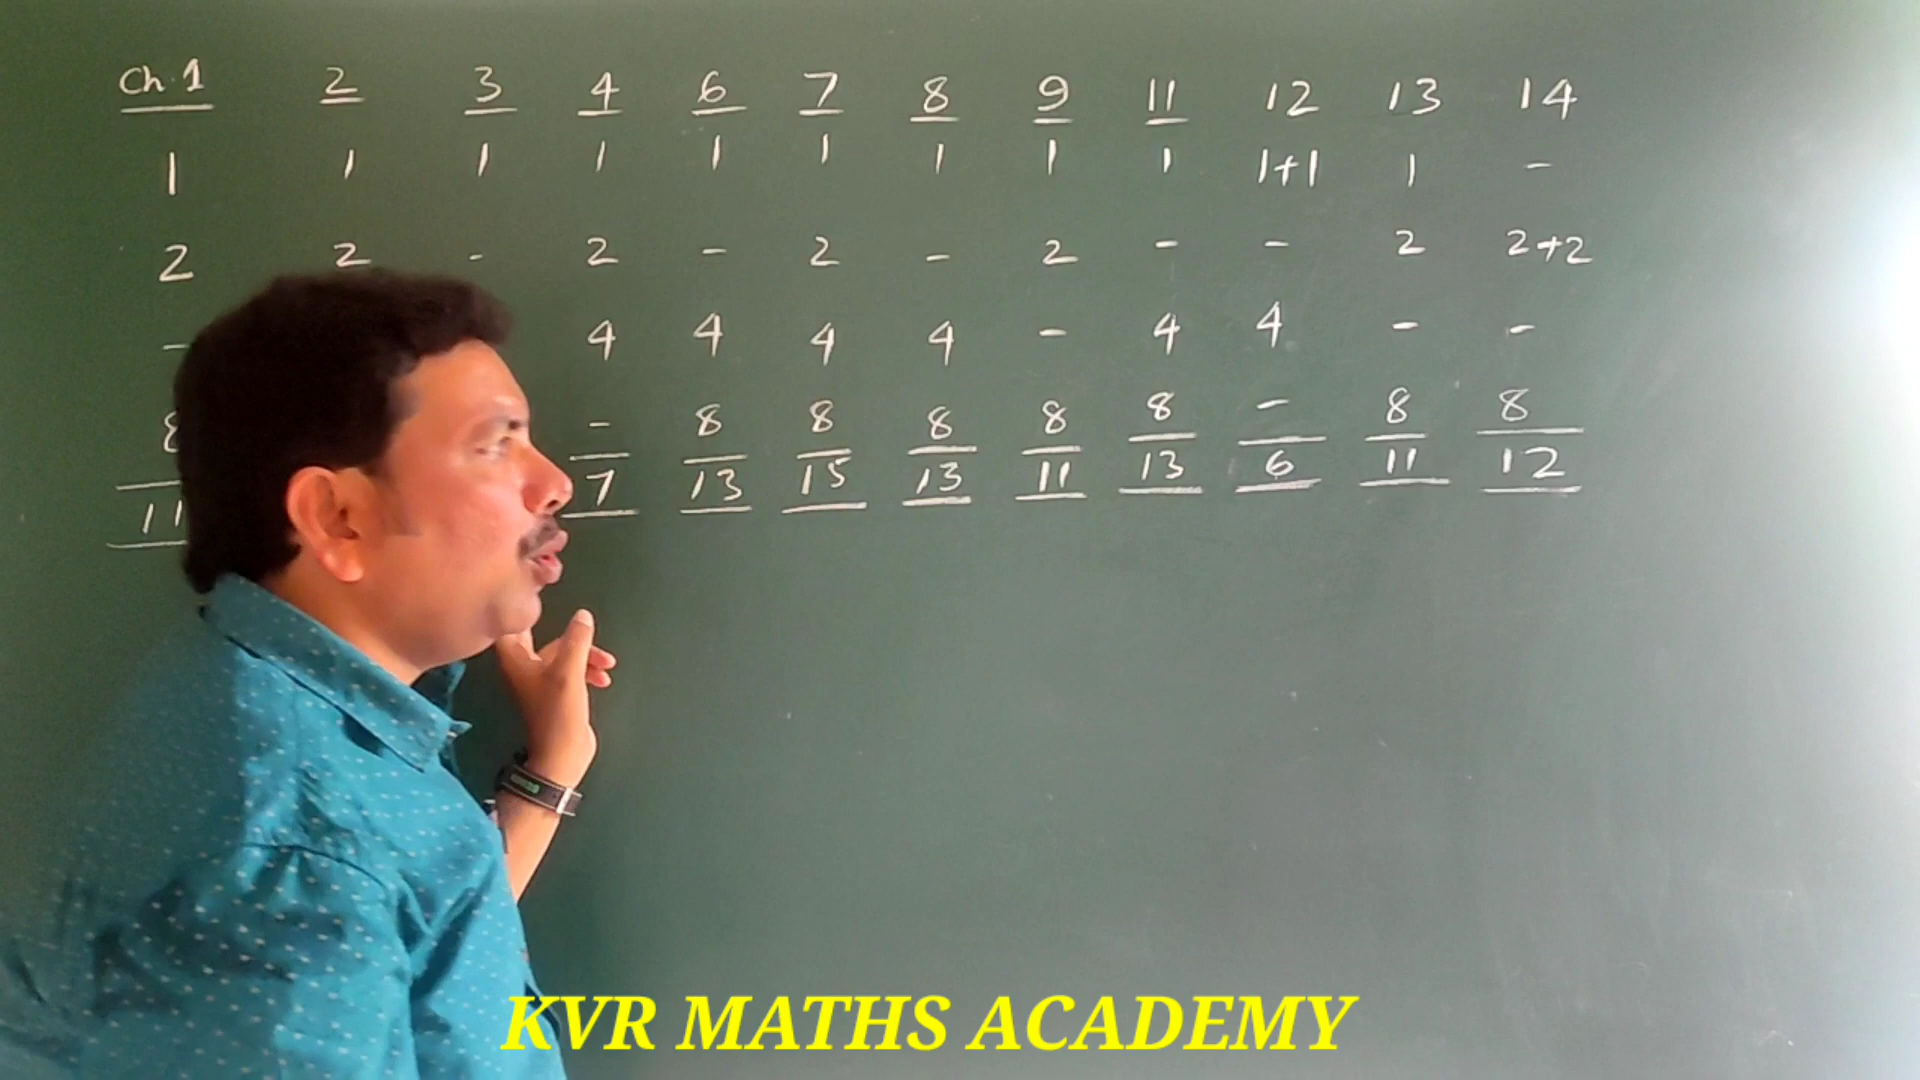 Ch.1 2 3 4 6 7 8 9 11 12 13 14
1 1 1 1 1 1 1 1 1 1+1 1 -
2 2 - 2 - 2 - 2 - - 2 2+2
- 4 4 4 4 - 4 4 - -
8 - 8 8 8 8 8 - 8 8
11 7 13 15 13 11 13 6 11 12
KVR MATHS ACADEMY